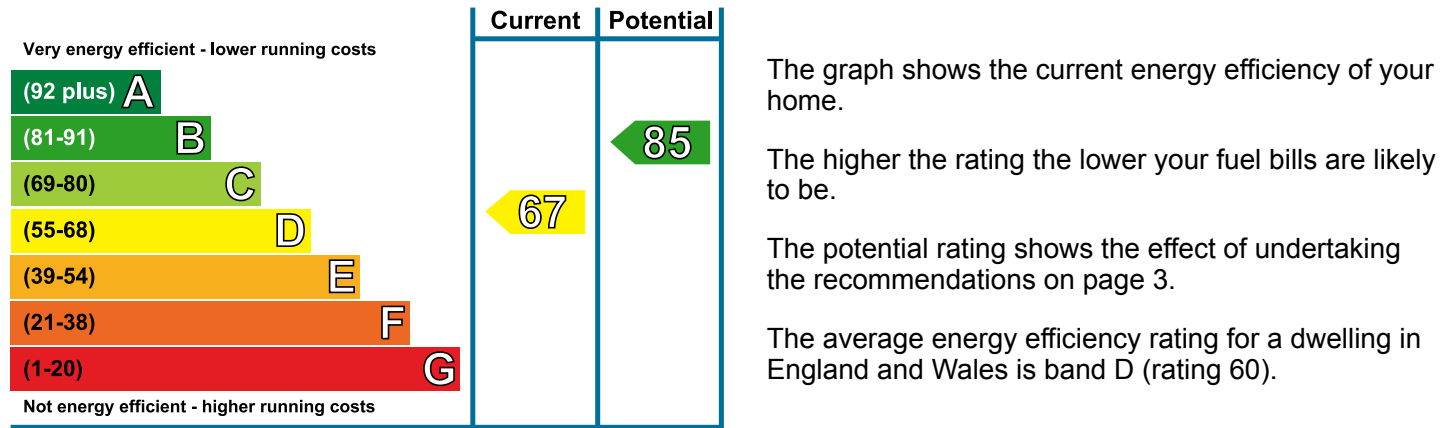 Current Potential
Very energy efficient - lower running costs
(92 plus) A
(81-91) B
85
(69-80) C
67
(55-68) D
(39-54) E
(21-38) F
(1-20) G
Not energy efficient - higher running costs
The graph shows the current energy efficiency of your
home.
The higher the rating the lower your fuel bills are likely
to be.
The potential rating shows the effect of undertaking
the recommendations on page 3.
The average energy efficiency rating for a dwelling in
England and Wales is band D (rating 60).